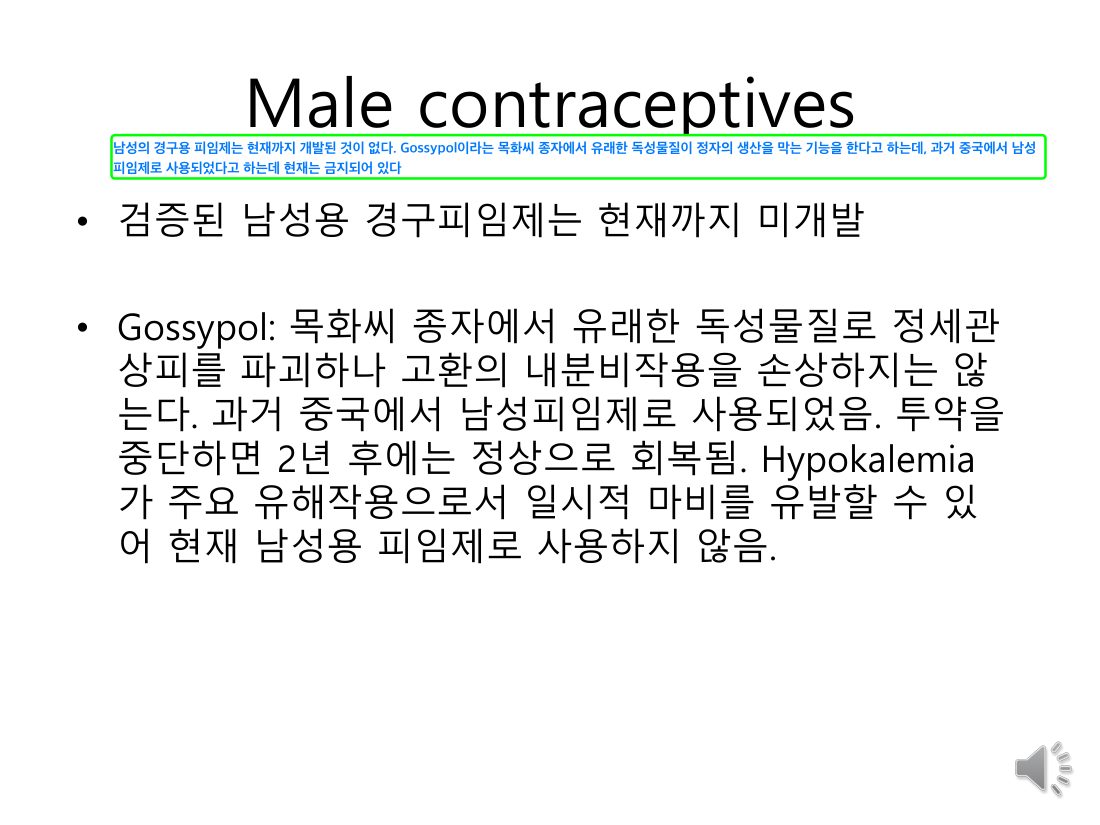 Male contraceptives
남성의 경구용 피임제는 현재까지 개발된 것이 없다. Gossypol이라는 목화씨 종자에서 유래한 독성물질이 정자의 생산을 막는 기능을 한다고 하는데, 과거 중국에서 남성
피임제로 사용되었다고 하는데 현재는 금지되어 있다
• 검증된 남성용 경구피임제는 현재까지 미개발
• Gossypol: 목화씨 종자에서 유래한 독성물질로 정세관
상피를 파괴하나 고환의 내분비작용을 손상하지는 않
는다. 과거 중국에서 남성피임제로 사용되었음. 투약을
중단하면 2년 후에는 정상으로 회복됨. Hypokalemia
가 주요 유해작용으로서 일시적 마비를 유발할 수 있
어 현재 남성용 피임제로 사용하지 않음.